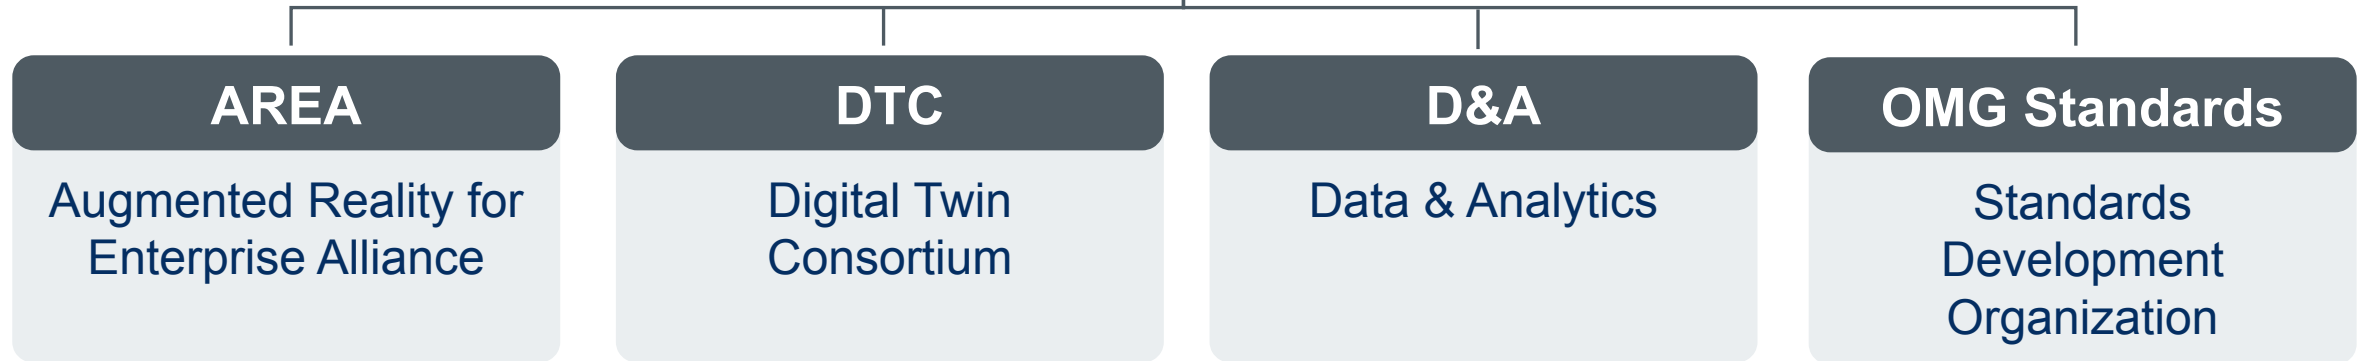 AREA
Augmented Reality for
Enterprise Alliance
DTC
Digital Twin
Consortium
D&A
Data & Analytics
OMG Standards
Standards
Development
Organization